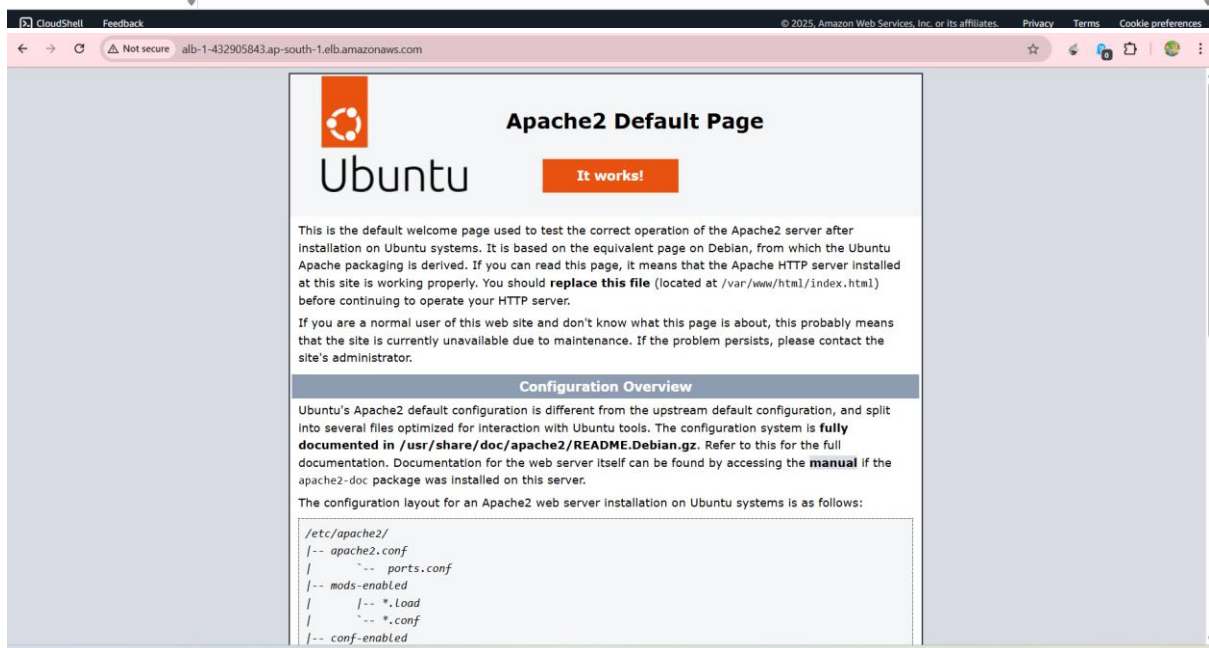 CloudShell Feedback © 2025, Amazon Web Services, Inc. or its affiliates. Privacy Terms Cookie preferences
Not secure alb-1-432905843.ap-south-1.elb.amazonaws.com
0
Apache2 Default Page
Ubuntu
It works!
This is the default welcome page used to test the correct operation of the Apache2 server after
installation on Ubuntu systems. It is based on the equivalent page on Debian, from which the Ubuntu
Apache packaging is derived. If you can read this page, it means that the Apache HTTP server installed
at this site is working properly. You should replace this file (located at /var/www/html/index.html)
before continuing to operate your HTTP server.
If you are a normal user of this web site and don't know what this page is about, this probably means
that the site is currently unavailable due to maintenance. If the problem persists, please contact the
site's administrator.
Configuration Overview
Ubuntu's Apache2 default configuration is different from the upstream default configuration, and split
into several files optimized for interaction with Ubuntu tools. The configuration system is fully
documented in /usr/share/doc/apache2/README.Debian.gz. Refer to this for the full
documentation. Documentation for the web server itself can be found by accessing the manual if the
apache2-doc package was installed on this server.
The configuration layout for an Apache2 web server installation on Ubuntu systems is as follows:
/etc/apache2/
|-- apache2.conf
|       `--  ports.conf
|-- mods-enabled
|       |-- *.load
|       `-- *.conf
|-- conf-enabled